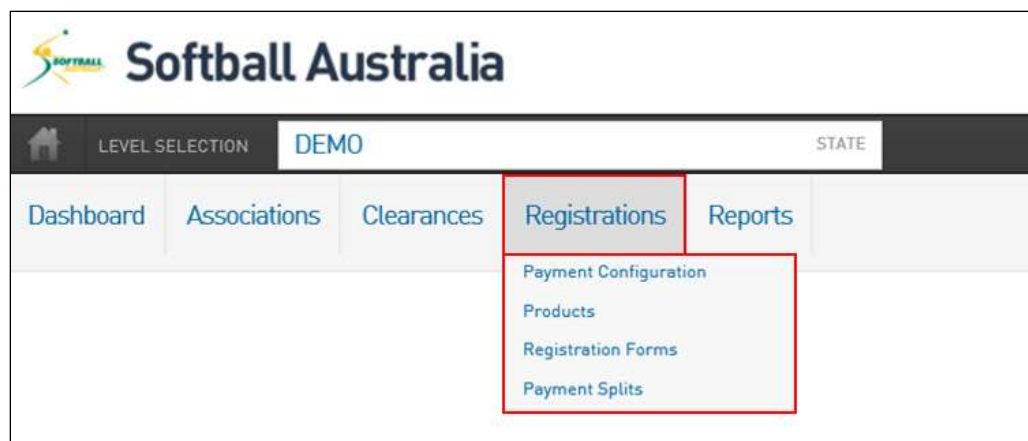 SOFTBALL
Softball Australia
LEVEL SELECTION DEMO STATE
Dashboard Associations Clearances Registrations Reports
Payment Configuration
Products
Registration Forms
Payment Splits